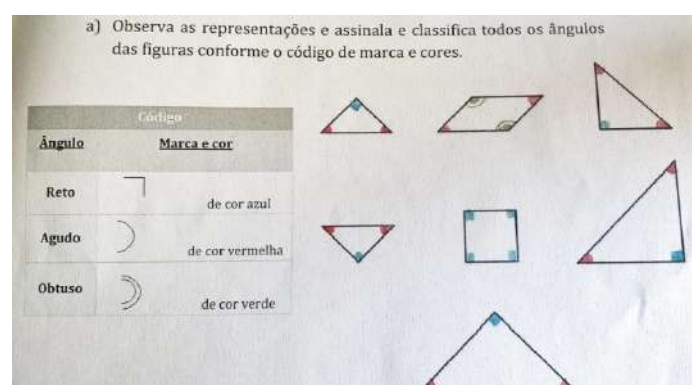 a) Observa as representações e assinala e classifica todos os ângulos
das figuras conforme o código de marca e cores.
Código
Ângulo Marca e cor
Reto
de cor azul
Agudo
de cor vermelha
Obtuso
de cor verde